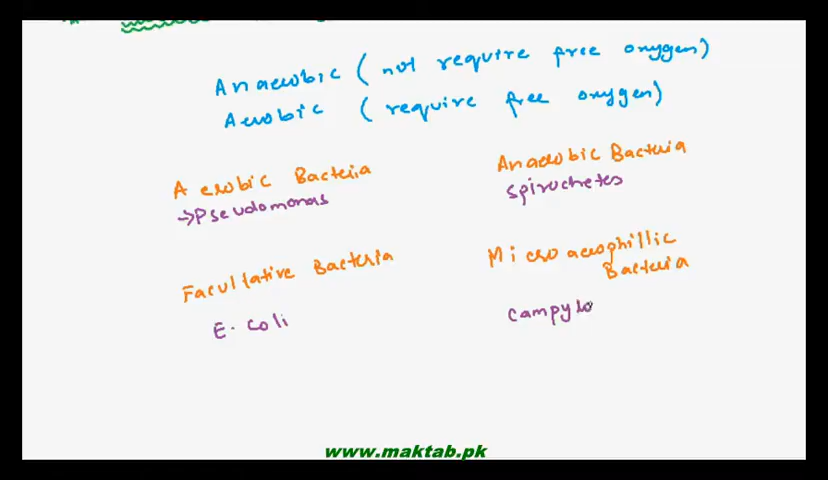 Anaerobic ( not require free oxygen)
Aerobic ( require free oxygen)
Aerobic Bacteria
→ Pseudomonas
Anaerobic Bacteria
Spirochetes
Facultative Bacteria
E. Coli
Microaerophillic
Bacteria
Campylo
www.maktab.pk